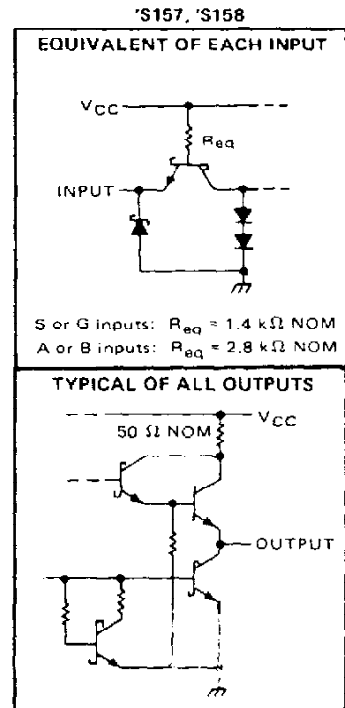 'S157, 'S158
EQUIVALENT OF EACH INPUT
VCC
Req
INPUT
S or G inputs: Req = 1.4 kΩ NOM
A or B inputs: Req = 2.8 kΩ NOM
TYPICAL OF ALL OUTPUTS
VCC
50 Ω NOM
OUTPUT